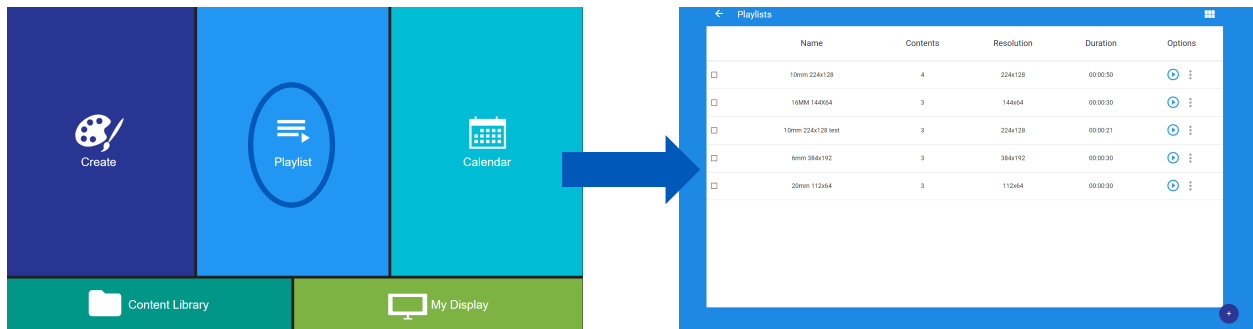 Create
Playlist
Calendar
Content Library
My Display
Playlists
Name Contents Resolution Duration Options
10mm 224x128 4 224x128 00:00:50
16MM 144X64 3 144x64 00:00:30
10mm 224x128 test 3 224x128 00:00:21
6mm 384x192 3 384x192 00:00:30
20mm 112x64 3 112x64 00:00:30
+